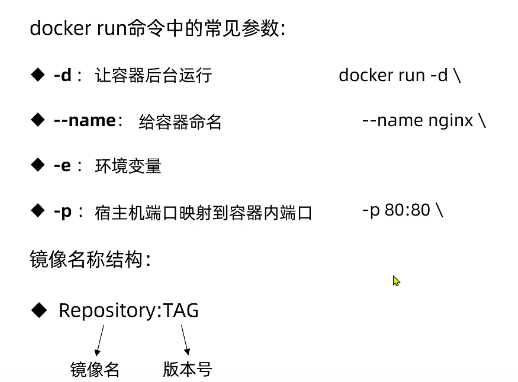 docker run命令中的常见参数:
◆ -d： 让容器后台运行 docker run -d \
◆ --name： 给容器命名 --name nginx \
◆ -e： 环境变量
◆ -p： 宿主机端口映射到容器内端口 -p 80:80 \
镜像名称结构：
◆ Repository:TAG
镜像名 版本号